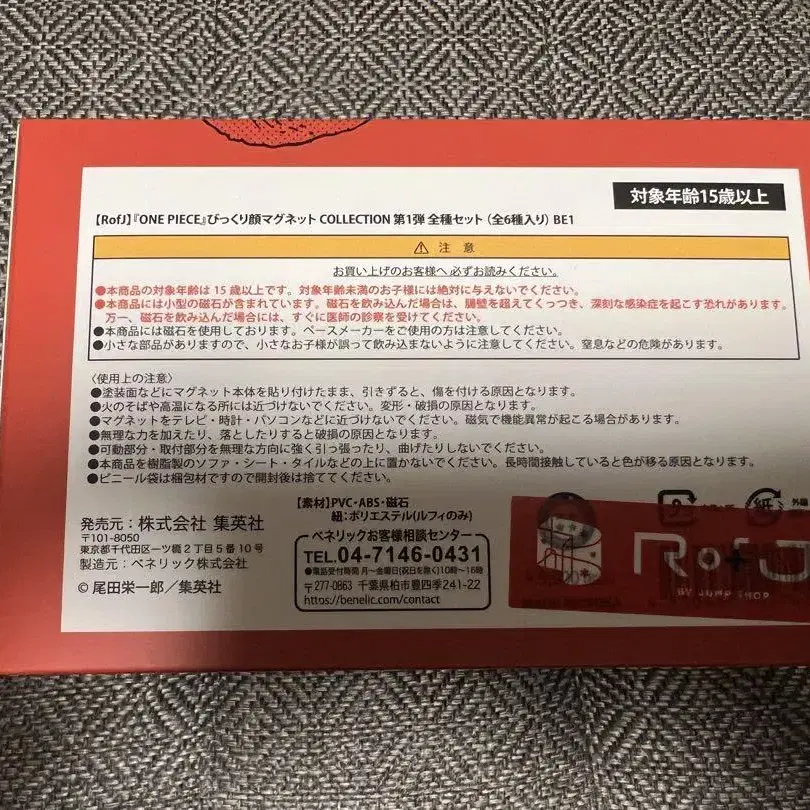 対象年齢15歳以上
【RofJ】『ONE PIECE』びっくり顔マグネット COLLECTION 第1弾 全種セット（全6種入り）BE1
⚠ 注 意
お買い上げのお客様へ 必ずお読みください。
●本商品の対象年齢は 15 歳以上です。対象年齢未満のお子様には絶対に与えないでください。
●本商品には小型の磁石が含まれています。磁石を飲み込んだ場合は、腸壁を超えてくっつき、深刻な感染症を起こす恐れがあります。
万一、磁石を飲み込んだ場合には、すぐに医師の診察を受けてください。
●本商品には磁石を使用しております。ペースメーカーをご使用の方は注意してください。
●小さな部品がありますので、小さなお子様が誤って飲み込まないように注意してください。窒息などの危険があります。
〈使用上の注意〉
●塗装面などにマグネット本体を貼り付けたまま、引きずると、傷を付ける原因となります。
●火のそばや高温になる所には近づけないでください。変形・破損の原因となります。
●マグネットをテレビ・時計・パソコンなどに近づけないでください。磁気で機能異常が起こる場合があります。
●無理な力を加えたり、落としたりすると破損の原因となります。
●可動部分・取付部分を無理な方向に強く引っ張ったり、曲げたりしないでください。
●本商品を樹脂製のソファ・シート・タイルなどの上に置かないでください。長時間接触していると色が移る原因となります。
●ビニール袋は梱包材ですので開封後は捨ててください。
【素材】PVC・ABS・磁石
紐：ポリエステル(ルフィのみ)
発売元：株式会社 集英社
〒101-8050
東京都千代田区一ツ橋2丁目5番10号
製造元：ベネリック株式会社
© 尾田栄一郎／集英社
ベネリックお客様相談センター
TEL.04-7146-0431
●電話受付時間 月～金曜日(祝日を除く)10時～16時
〒277-0863 千葉県柏市豊四季241-22
https://benelic.com/contact
プラ
紙
外箱
RofJ
BY JUMP SHOP